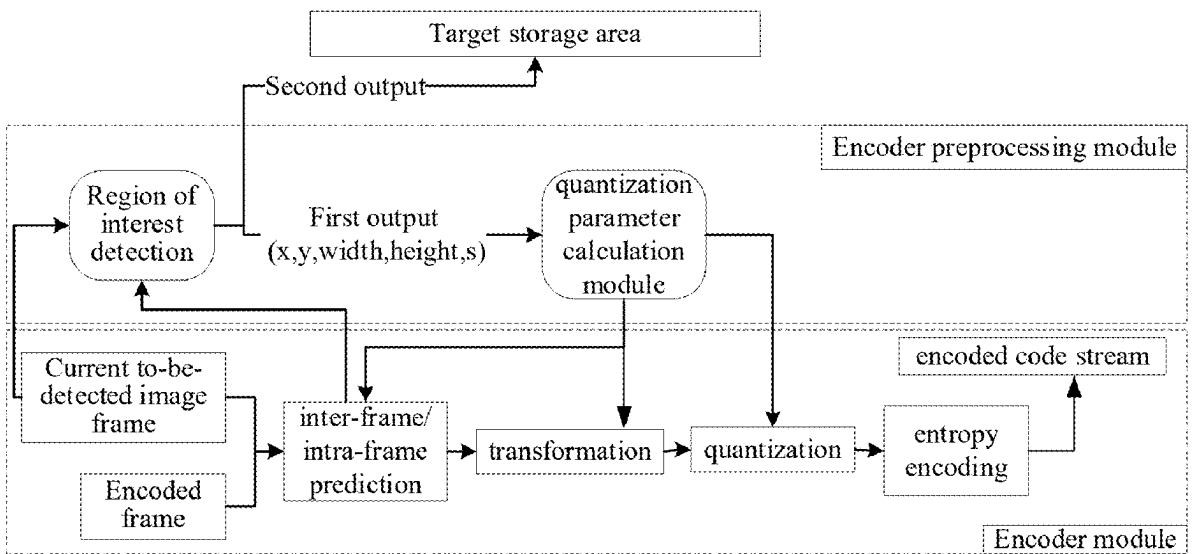 Target storage area
Second output
Encoder preprocessing module
Region of
interest
detection
First output
(x,y,width,height,s)
quantization
parameter
calculation
module
Current to-be-
detected image
frame
Encoded
frame
inter-frame/
intra-frame
prediction
transformation
quantization
entropy
encoding
encoded code stream
Encoder module